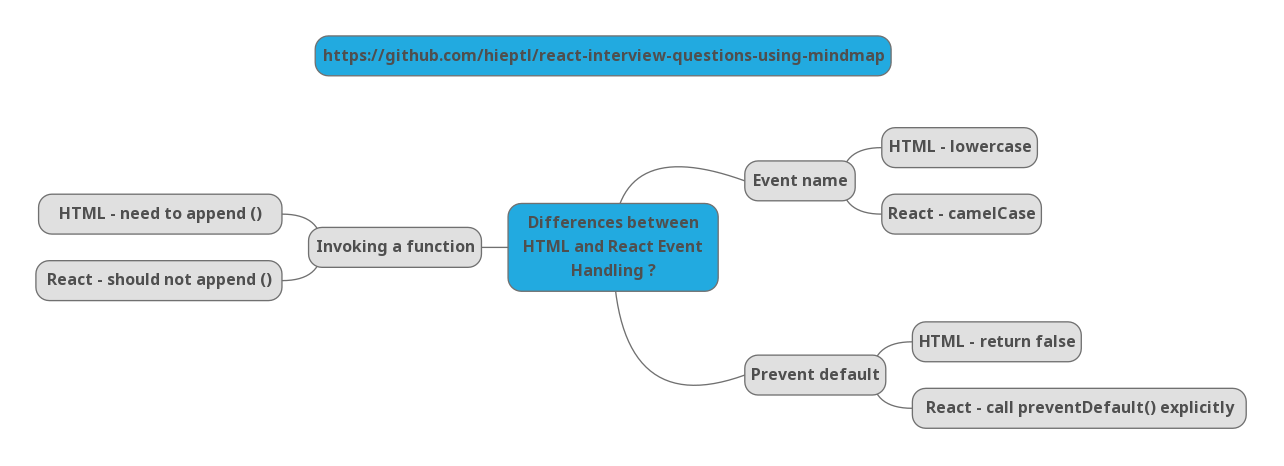 https://github.com/hieptl/react-interview-questions-using-mindmap
HTML - lowercase
Event name
React - camelCase
HTML - need to append ()
Invoking a function
React - should not append ()
Differences between
HTML and React Event
Handling ?
HTML - return false
Prevent default
React - call preventDefault() explicitly